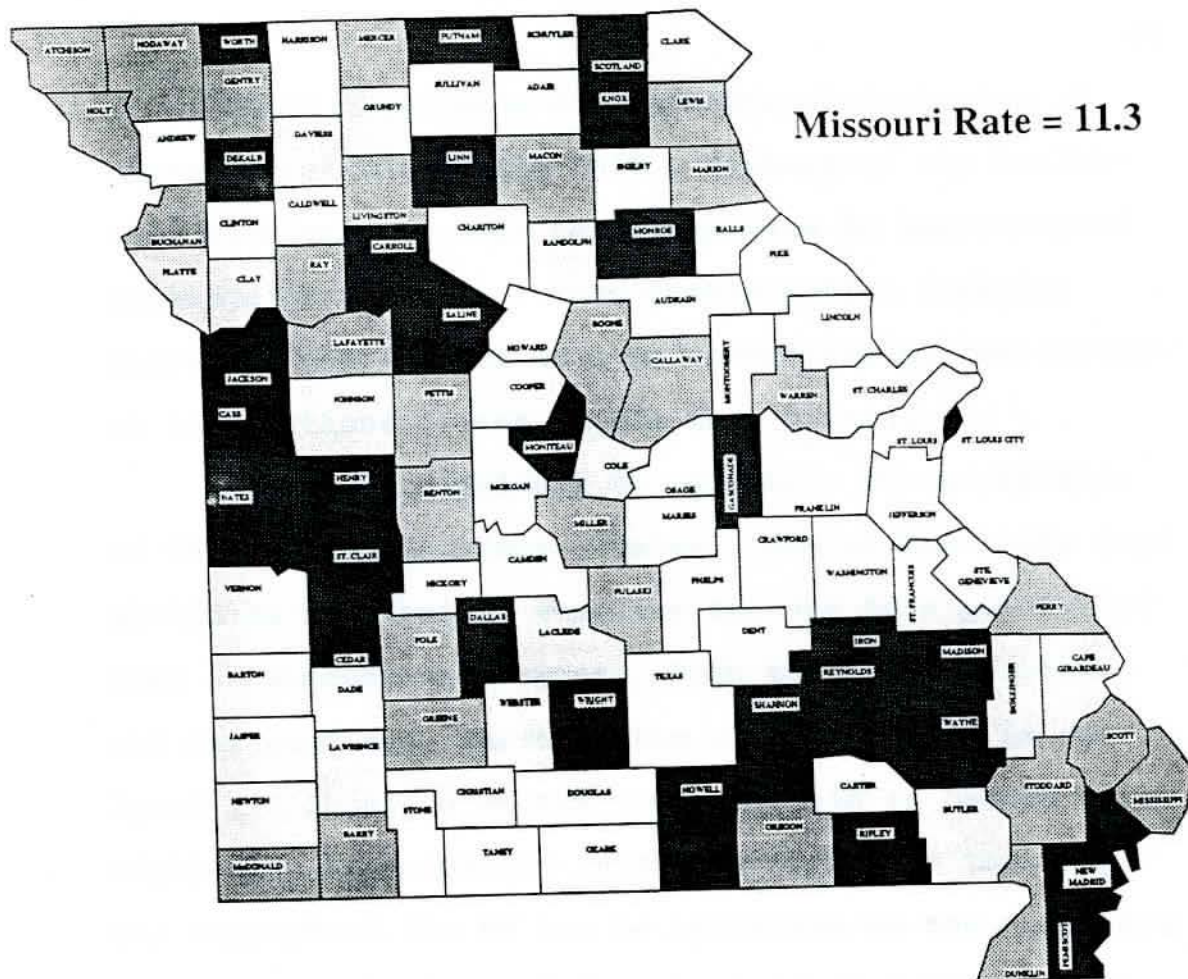 ATCHISON
NODAWAY
WORTH
HARRISON
MERCER
PUTNAM
SCHUYLER
SCOTLAND
CLARK
GENTRY
SULLIVAN
ADAIR
KNOX
LEWIS
HOLT
GRUNDY
Missouri Rate = 11.3
ANDREW
DEKALB
DAVIESS
LINN
MACON
SHELBY
MARION
BUCHANAN
CLINTON
CALDWELL
LIVINGSTON
CHARITON
RANDOLPH
MONROE
RALLS
PIKE
PLATTE
CLAY
RAY
CARROLL
AUDRAIN
SALINE
HOWARD
BOONE
LINCOLN
LAFAYETTE
CALLAWAY
MONTGOMERY
WARREN
ST. CHARLES
JACKSON
CASS
JOHNSON
PETTIS
COOPER
MONITEAU
COLE
ST. LOUIS
ST. LOUIS CITY
BATES
HENRY
BENTON
MORGAN
OSAGE
GASCONADE
FRANKLIN
JEFFERSON
MILLER
MARIES
ST. CLAIR
CAMDEN
CRAWFORD
WASHINGTON
ST. FRANCOIS
STE.
GENEVIEVE
VERNON
HICKORY
PULASKI
PHELPS
PERRY
CEDAR
POLK
DALLAS
LACLEDE
DENT
IRON
MADISON
BARTON
DADE
TEXAS
REYNOLDS
BOLLINGER
CAPE
GIRARDEAU
JASPER
LAWRENCE
GREENE
WEBSTER
WRIGHT
SHANNON
WAYNE
SCOTT
NEWTON
STONE
CHRISTIAN
DOUGLAS
HOWELL
CARTER
BUTLER
STODDARD
MISSISSIPPI
McDONALD
BARRY
TANEY
OZARK
OREGON
RIPLEY
NEW
MADRID
PEMISCOT
DUNKLIN